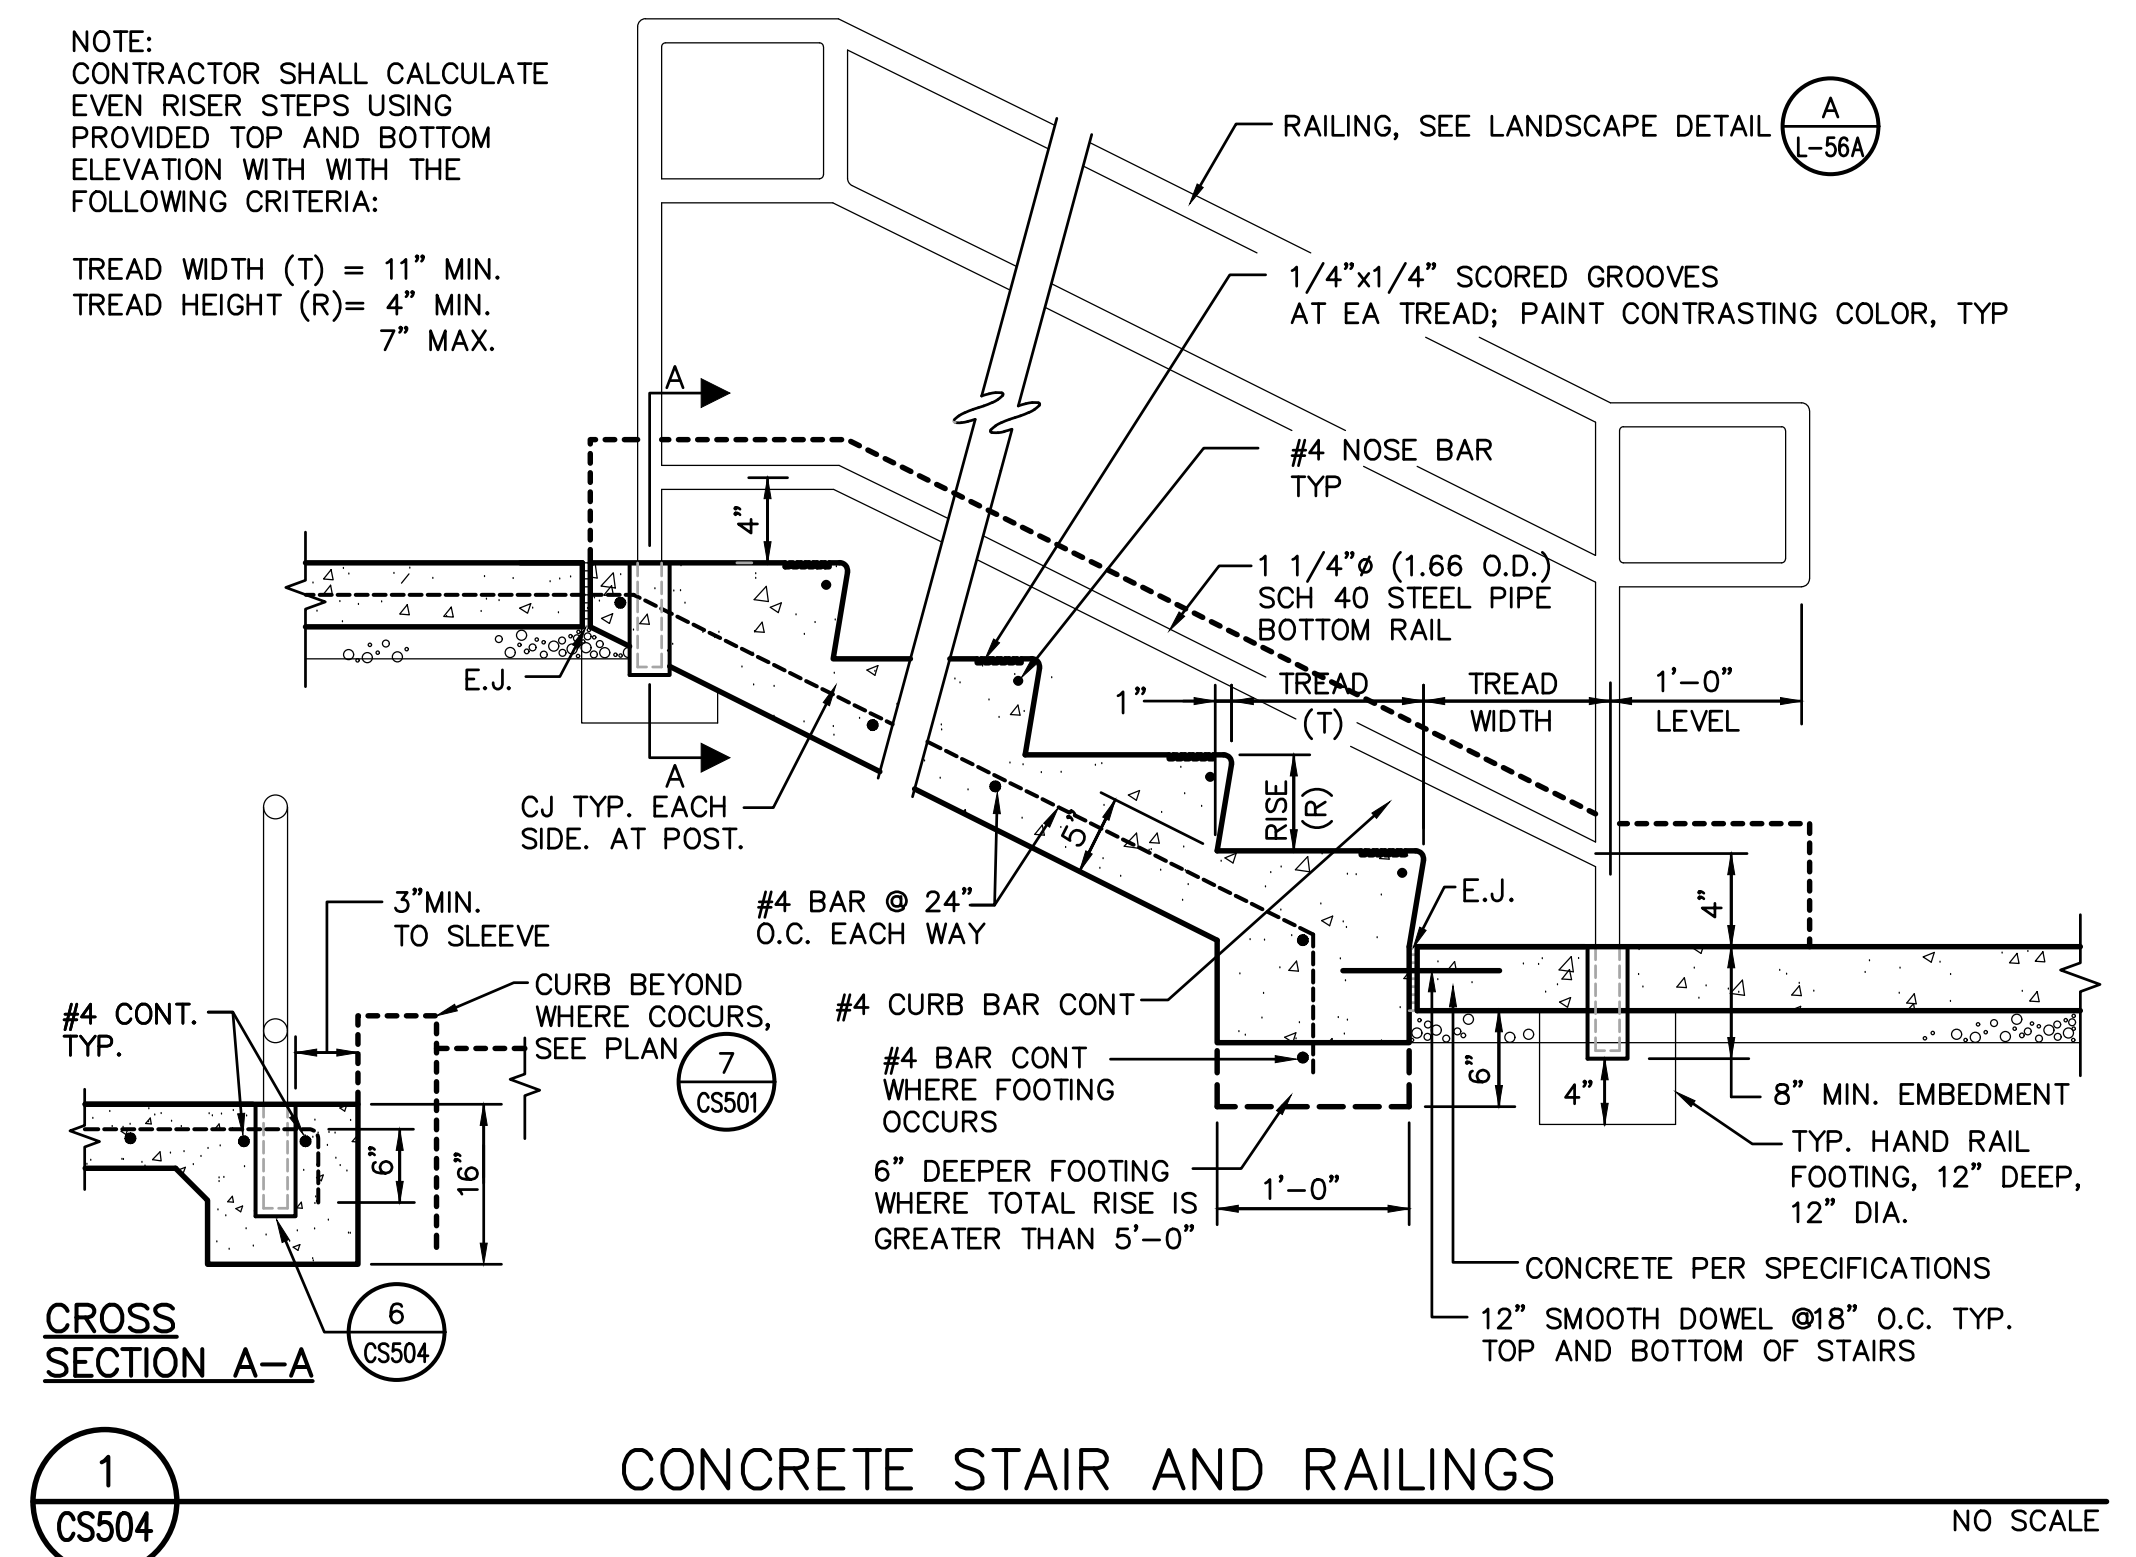 NOTE:
CONTRACTOR SHALL CALCULATE
EVEN RISER STEPS USING
PROVIDED TOP AND BOTTOM
ELEVATION WITH WITH THE
FOLLOWING CRITERIA:
TREAD WIDTH (T) = 11" MIN.
TREAD HEIGHT (R)= 4" MIN.
7" MAX.
RAILING, SEE LANDSCAPE DETAIL
A
L-56A
1/4"x1/4" SCORED GROOVES
AT EA TREAD; PAINT CONTRASTING COLOR, TYP
A
#4 NOSE BAR
TYP
4"
1 1/4"ø (1.66 O.D.)
SCH 40 STEEL PIPE
BOTTOM RAIL
E.J.
1"
TREAD
(T)
TREAD
WIDTH
1'-0"
LEVEL
A
CJ TYP. EACH
SIDE. AT POST.
RISE
(R)
5"
#4 BAR @ 24"
O.C. EACH WAY
E.J.
4"
3"MIN.
TO SLEEVE
CURB BEYOND
WHERE COCURS,
SEE PLAN
7
CS501
#4 CONT.
TYP.
6"
16"
#4 CURB BAR CONT
#4 BAR CONT
WHERE FOOTING
OCCURS
6" DEEPER FOOTING
WHERE TOTAL RISE IS
GREATER THAN 5'-0"
1'-0"
6"
4"
8" MIN. EMBEDMENT
TYP. HAND RAIL
FOOTING, 12" DEEP,
12" DIA.
CONCRETE PER SPECIFICATIONS
12" SMOOTH DOWEL @18" O.C. TYP.
TOP AND BOTTOM OF STAIRS
6
CS504
CROSS
SECTION A-A
1
CS504
CONCRETE STAIR AND RAILINGS
NO SCALE